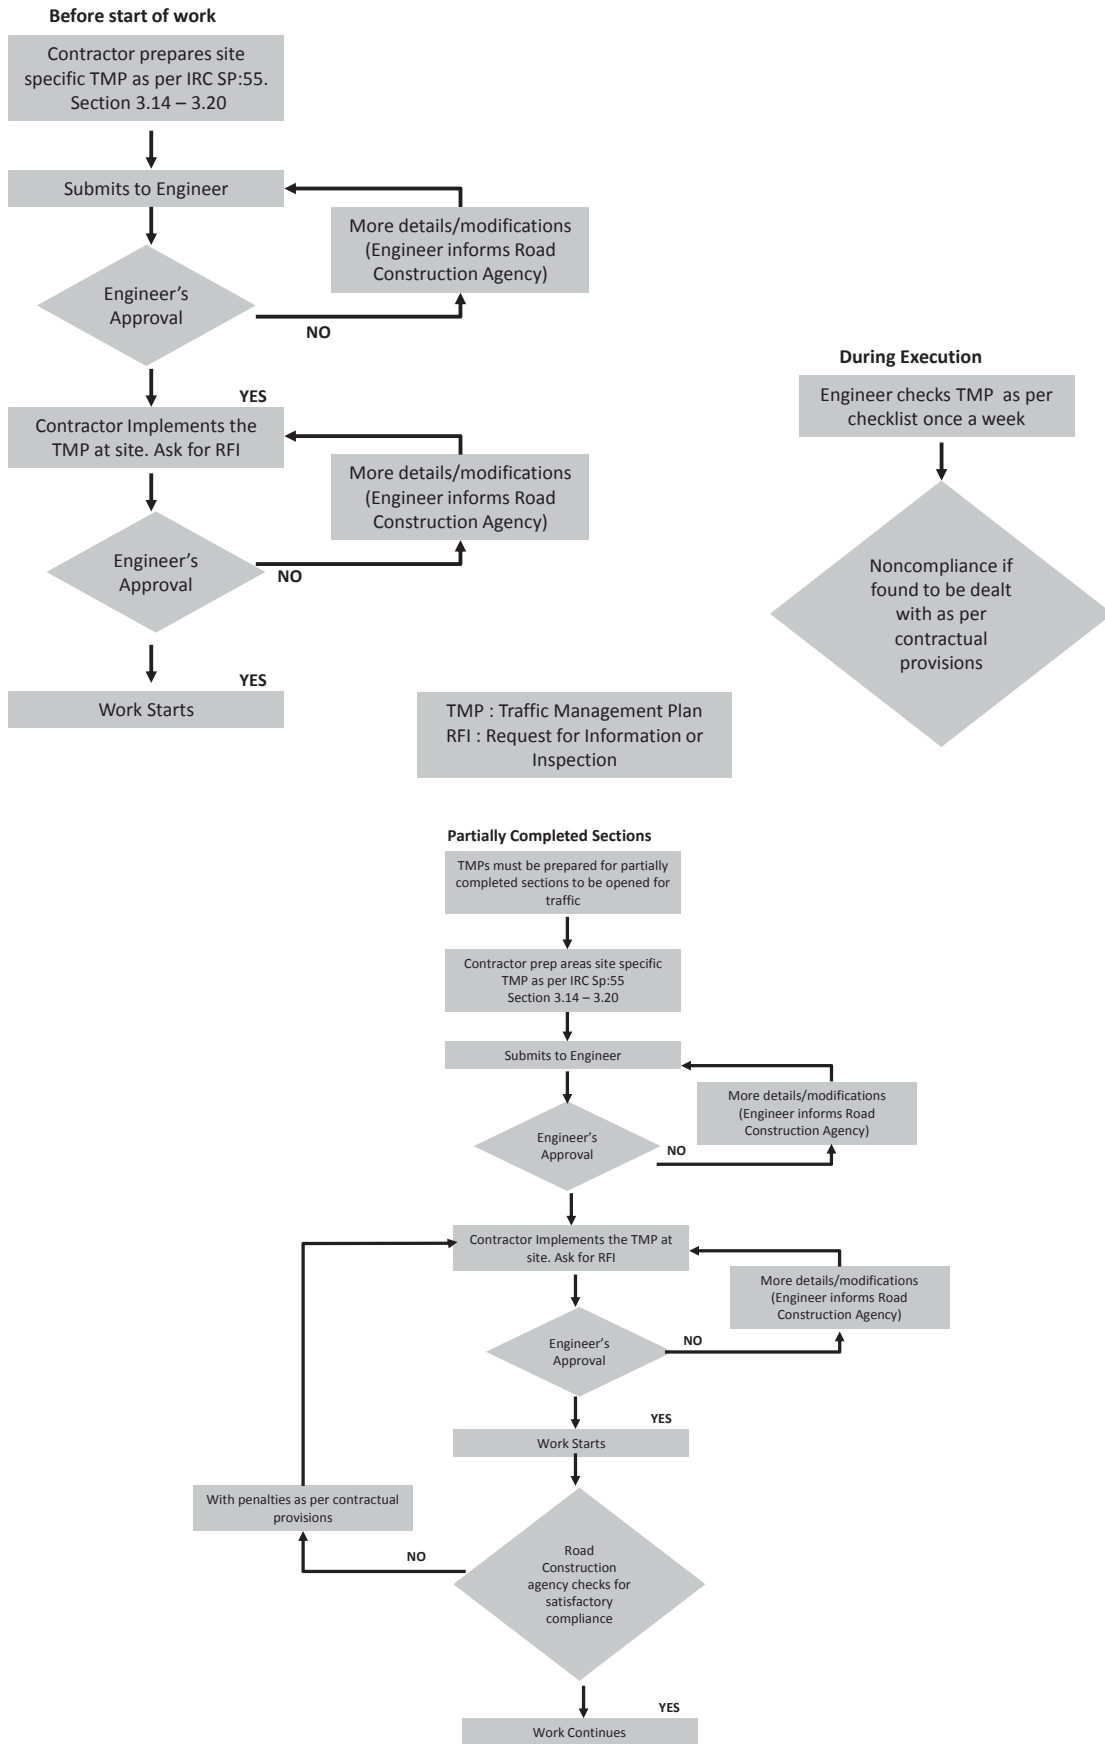 Before start of work
Contractor prepares site
specific TMP as per IRC SP:55.
Section 3.14 – 3.20
Submits to Engineer
More details/modifications
(Engineer informs Road
Construction Agency)
Engineer's
Approval
NO
YES
Contractor Implements the
TMP at site. Ask for RFI
More details/modifications
(Engineer informs Road
Construction Agency)
Engineer's
Approval
NO
YES
Work Starts
During Execution
Engineer checks TMP as per
checklist once a week
Noncompliance if
found to be dealt
with as per
contractual
provisions
TMP : Traffic Management Plan
RFI : Request for Information or
Inspection
Partially Completed Sections
TMPs must be prepared for partially
completed sections to be opened for
traffic
Contractor prep areas site specific
TMP as per IRC Sp:55
Section 3.14 – 3.20
Submits to Engineer
More details/modifications
(Engineer informs Road
Construction Agency)
Engineer's
Approval
NO
Contractor Implements the TMP at
site. Ask for RFI
More details/modifications
(Engineer informs Road
Construction Agency)
Engineer's
Approval
NO
YES
Work Starts
With penalties as per contractual
provisions
NO
Road
Construction
agency checks for
satisfactory
compliance
YES
Work Continues